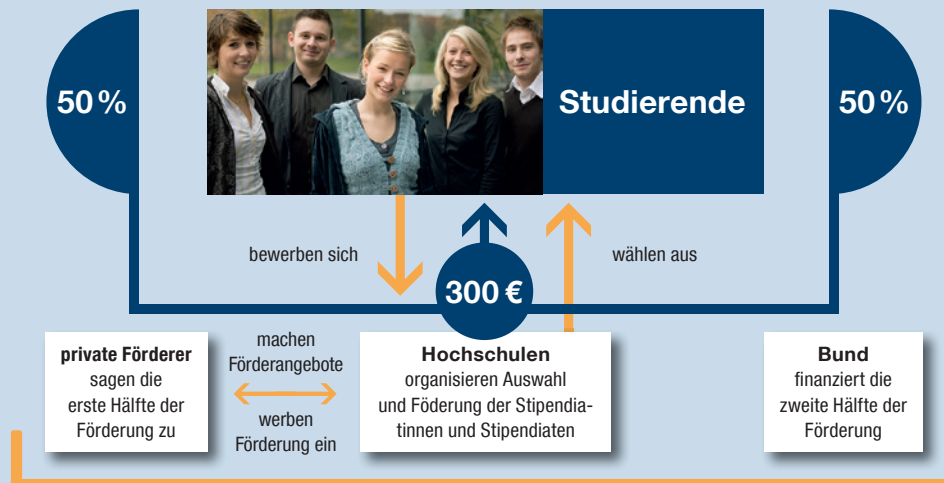 50 %
Studierende
50 %
bewerben sich
wählen aus
300 €
private Förderer
sagen die
erste Hälfte der
Förderung zu
machen
Förderangebote
werben
Förderung ein
Hochschulen
organisieren Auswahl
und Föderung der Stipendia-
tinnen und Stipendiaten
Bund
finanziert die
zweite Hälfte der
Förderung